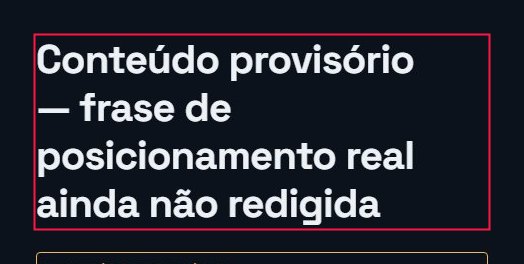 Conteúdo provisório
— frase de
posicionamento real
ainda não redigida